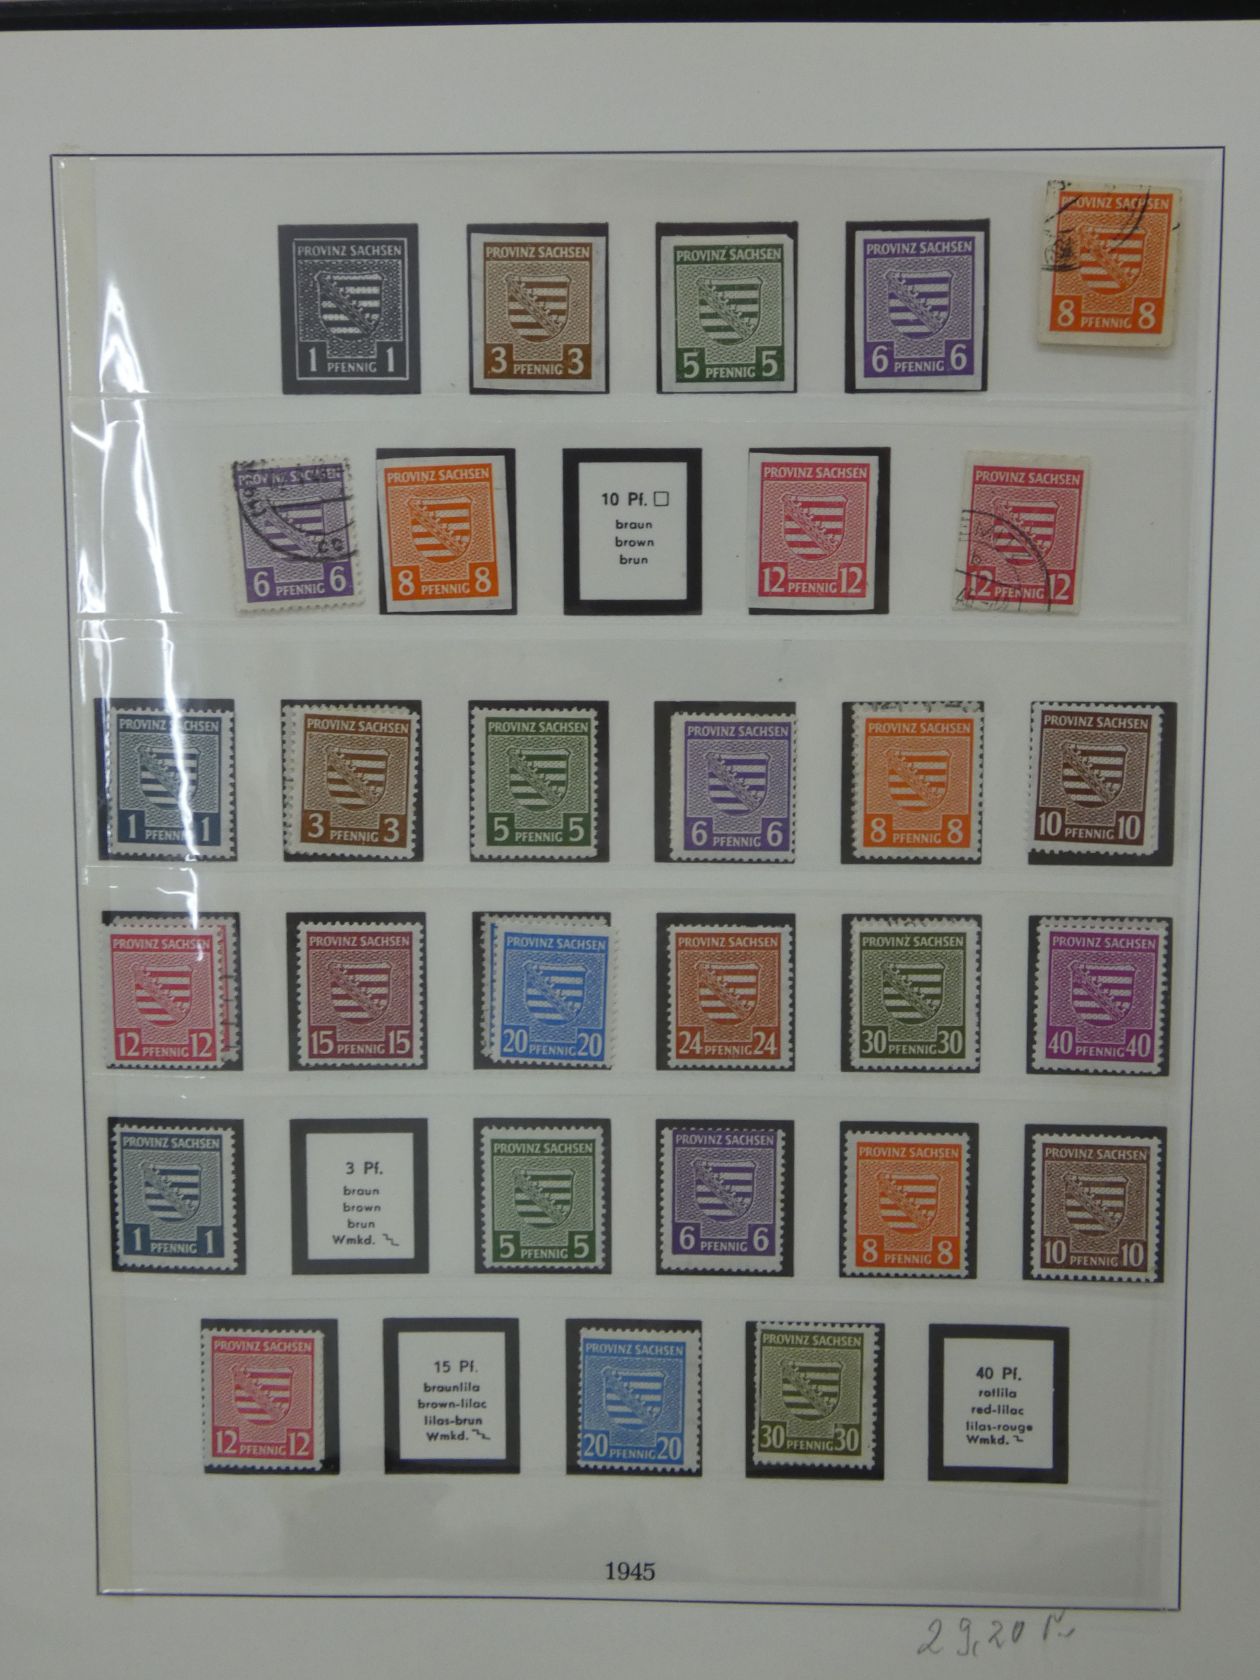 PROVINZ SACHSEN
1 PFENNIG 1
PROVINZ SACHSEN
3 PFENNIG 3
PROVINZ SACHSEN
5 PFENNIG 5
PROVINZ SACHSEN
6 PFENNIG 6
PROVINZ SACHSEN
8 PFENNIG 8
PROVINZ SACHSEN
6 PFENNIG 6
PROVINZ SACHSEN
8 PFENNIG 8
10 Pf. □
braun
brown
brun
PROVINZ SACHSEN
12 PFENNIG 12
PROVINZ SACHSEN
12 PFENNIG 12
PROVINZ SACHSEN
1 PFENNIG 1
PROVINZ SACHSEN
3 PFENNIG 3
PROVINZ SACHSEN
5 PFENNIG 5
PROVINZ SACHSEN
6 PFENNIG 6
PROVINZ SACHSEN
8 PFENNIG 8
PROVINZ SACHSEN
10 PFENNIG 10
PROVINZ SACHSEN
12 PFENNIG 12
PROVINZ SACHSEN
15 PFENNIG 15
PROVINZ SACHSEN
20 PFENNIG 20
PROVINZ SACHSEN
24 PFENNIG 24
PROVINZ SACHSEN
30 PFENNIG 30
PROVINZ SACHSEN
40 PFENNIG 40
PROVINZ SACHSEN
1 PFENNIG 1
3 Pf.
braun
brown
brun
Wmkd.
PROVINZ SACHSEN
5 PFENNIG 5
PROVINZ SACHSEN
6 PFENNIG 6
PROVINZ SACHSEN
8 PFENNIG 8
PROVINZ SACHSEN
10 PFENNIG 10
PROVINZ SACHSEN
12 PFENNIG 12
15 Pf.
braunlila
brown-lilac
lilas-brun
Wmkd.
PROVINZ SACHSEN
20 PFENNIG 20
PROVINZ SACHSEN
30 PFENNIG 30
40 Pf.
rotlila
red-lilac
lilas-rouge
Wmkd.
1945
29,20